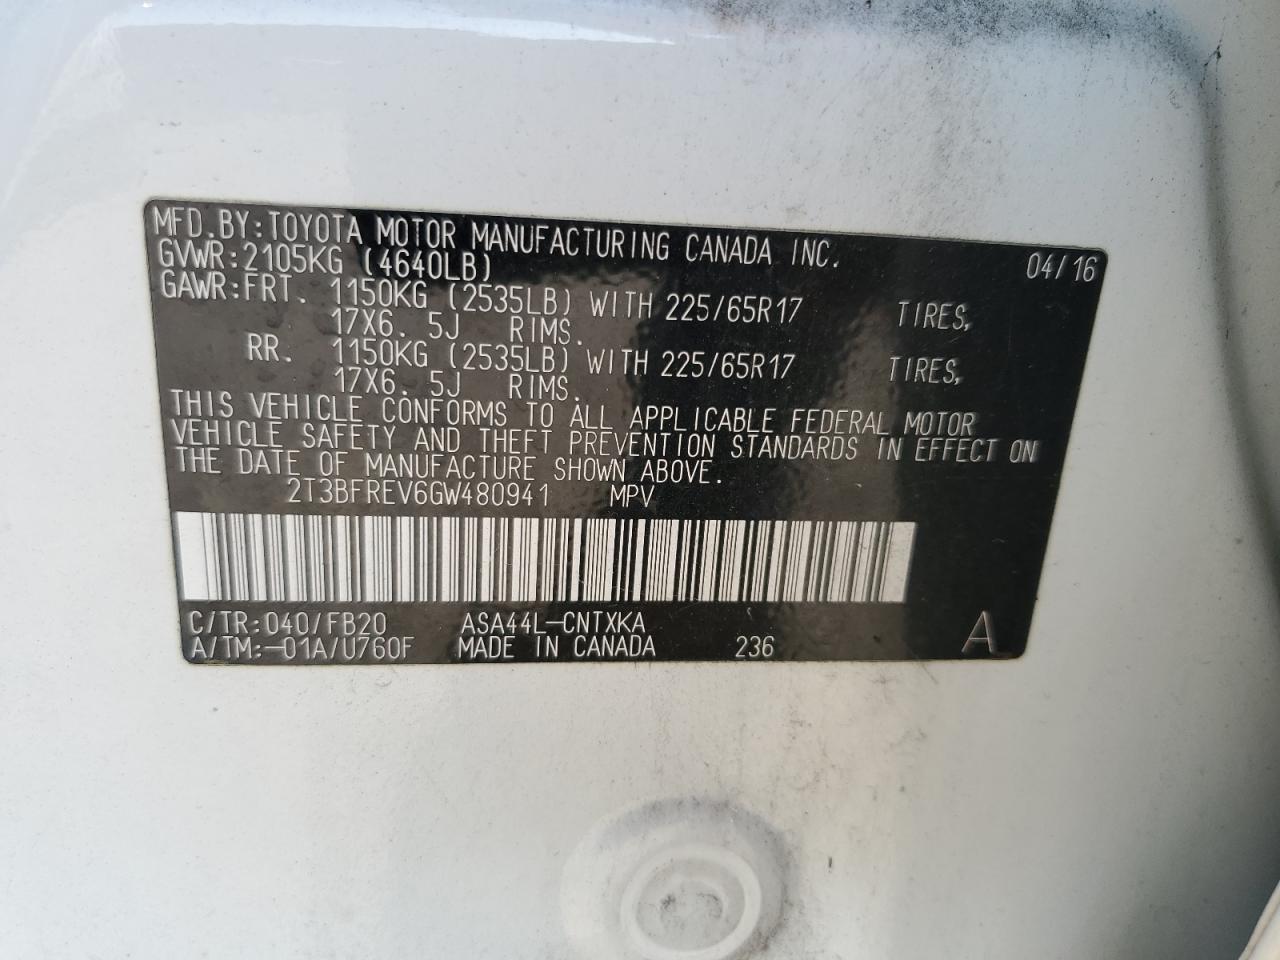 MFD.BY:TOYOTA MOTOR MANUFACTURING CANADA INC.
GVWR:2105KG (4640LB) 04/16
GAWR:FRT. 1150KG (2535LB) WITH 225/65R17 TIRES,
17X6. 5J RIMS.
RR. 1150KG (2535LB) WITH 225/65R17 TIRES,
17X6. 5J RIMS.
THIS VEHICLE CONFORMS TO ALL APPLICABLE FEDERAL MOTOR
VEHICLE SAFETY AND THEFT PREVENTION STANDARDS IN EFFECT ON
THE DATE OF MANUFACTURE SHOWN ABOVE.
2T3BFREV6GW480941 MPV
C/TR:040/FB20 ASA44L-CNTXKA
A/TM:-01A/U760F MADE IN CANADA 236 A